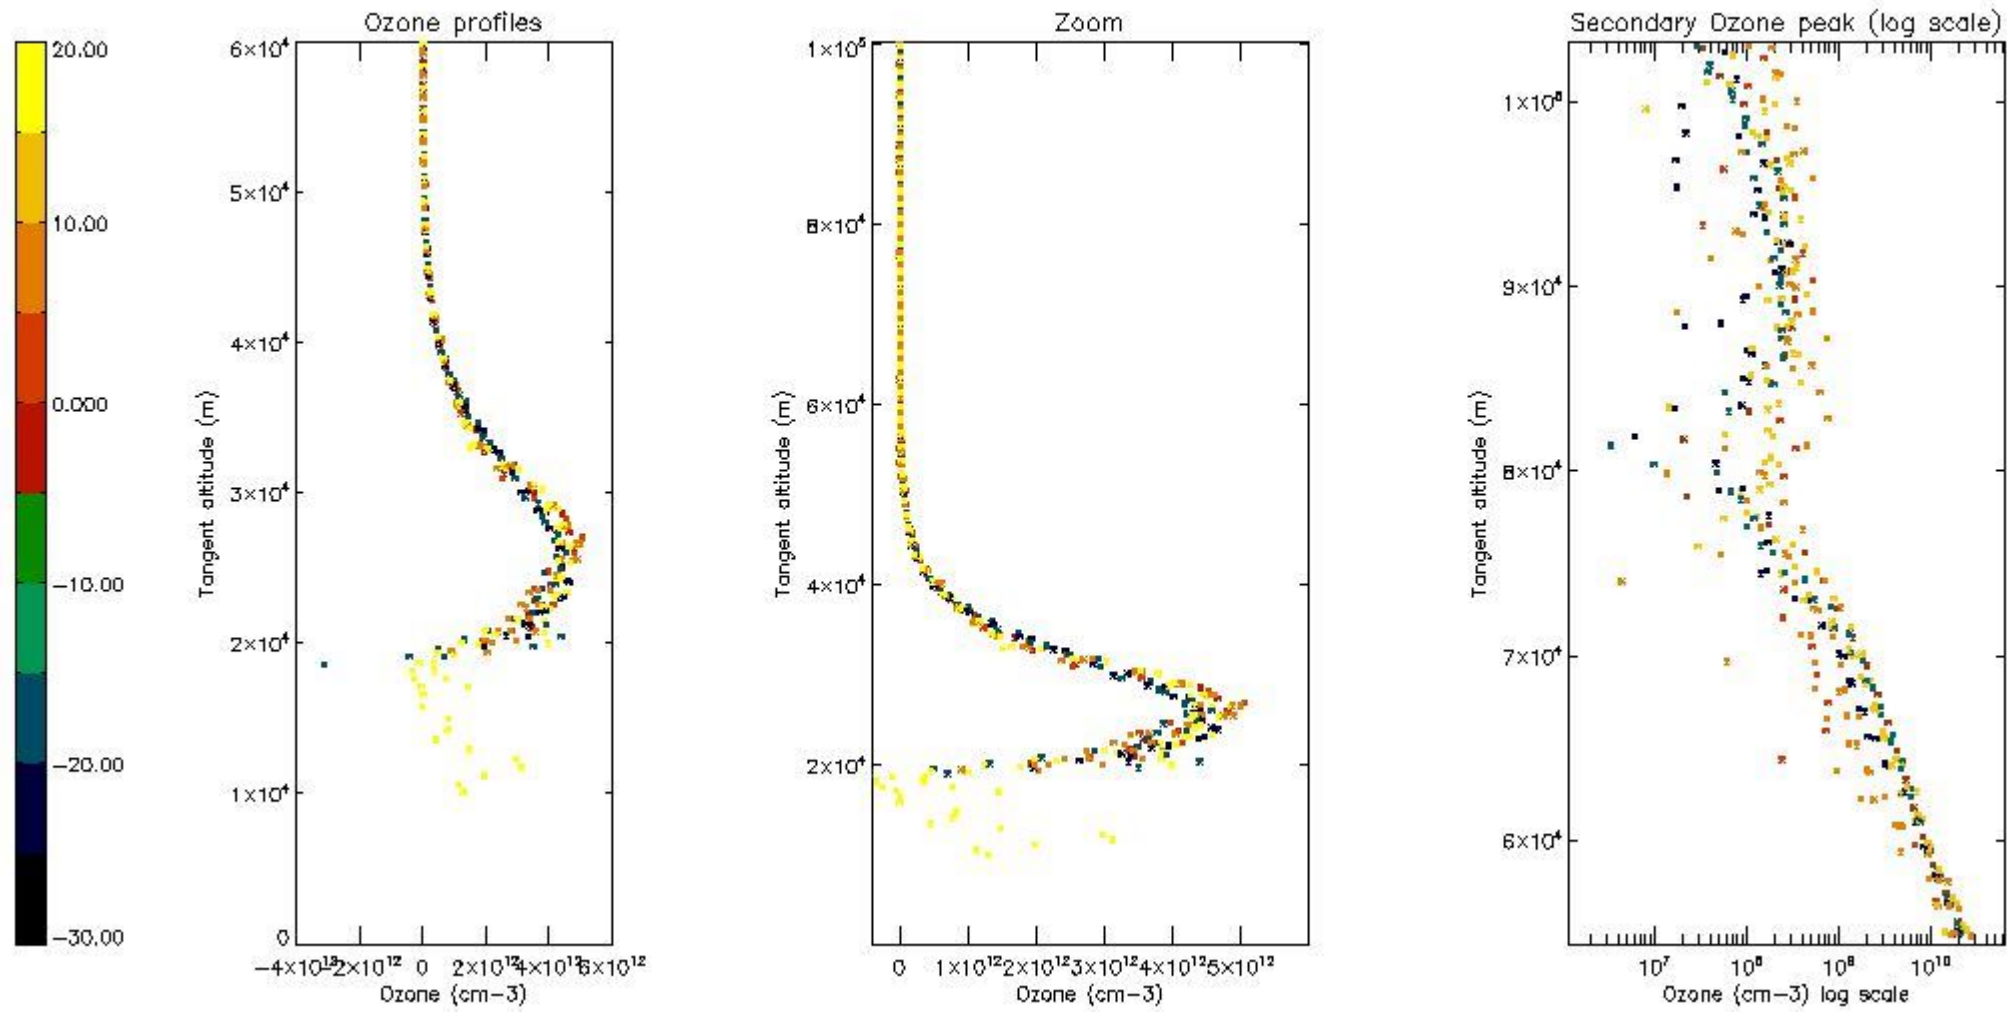 Ozone profiles
Zoom
Secondary Ozone peak (log scale)
20.00
10.00
0.000
−10.00
−20.00
−30.00
6×10⁴
5×10⁴
4×10⁴
3×10⁴
2×10⁴
1×10⁴
0
Tangent altitude (m)
−4×10¹² −2×10¹² 0 2×10¹² 4×10¹² 6×10¹²
Ozone (cm−3)
1×10⁵
8×10⁴
6×10⁴
4×10⁴
2×10⁴
Tangent altitude (m)
0 1×10¹² 2×10¹² 3×10¹² 4×10¹² 5×10¹²
Ozone (cm−3)
1×10⁵
9×10⁴
8×10⁴
7×10⁴
6×10⁴
Tangent altitude (m)
10⁷ 10⁸ 10⁹ 10¹⁰
Ozone (cm−3) log scale